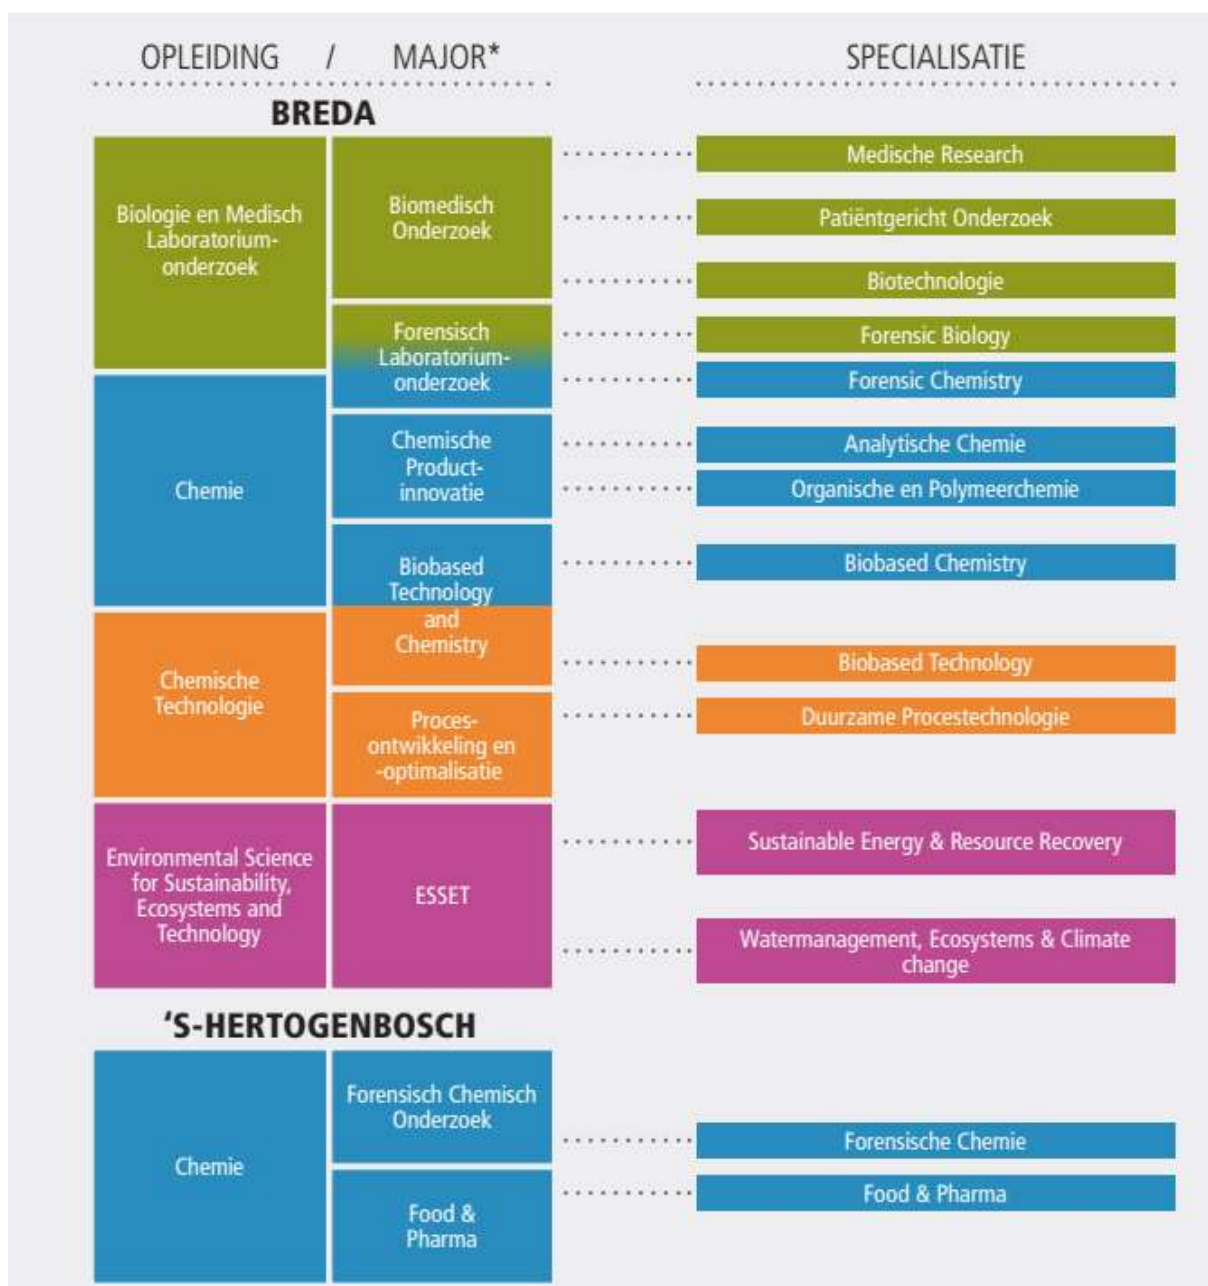 OPLEIDING / MAJOR*
SPECIALISATIE
BREDA
Biologie en Medisch
Laboratorium-
onderzoek
Biomedisch
Onderzoek
Medische Research
Patiëntgericht Onderzoek
Biotechnologie
Forensisch
Laboratorium-
onderzoek
Forensic Biology
Forensic Chemistry
Chemie
Chemische
Product-
innovatie
Analytische Chemie
Organische en Polymeerchemie
Biobased
Technology
and
Chemistry
Biobased Chemistry
Biobased Technology
Chemische
Technologie
Proces-
ontwikkeling en
-optimalisatie
Duurzame Procestechnologie
Environmental Science
for Sustainability,
Ecosystems and
Technology
ESSET
Sustainable Energy & Resource Recovery
Watermanagement, Ecosystems & Climate
change
‘S-HERTOGENBOSCH
Chemie
Forensisch Chemisch
Onderzoek
Forensische Chemie
Food &
Pharma
Food & Pharma